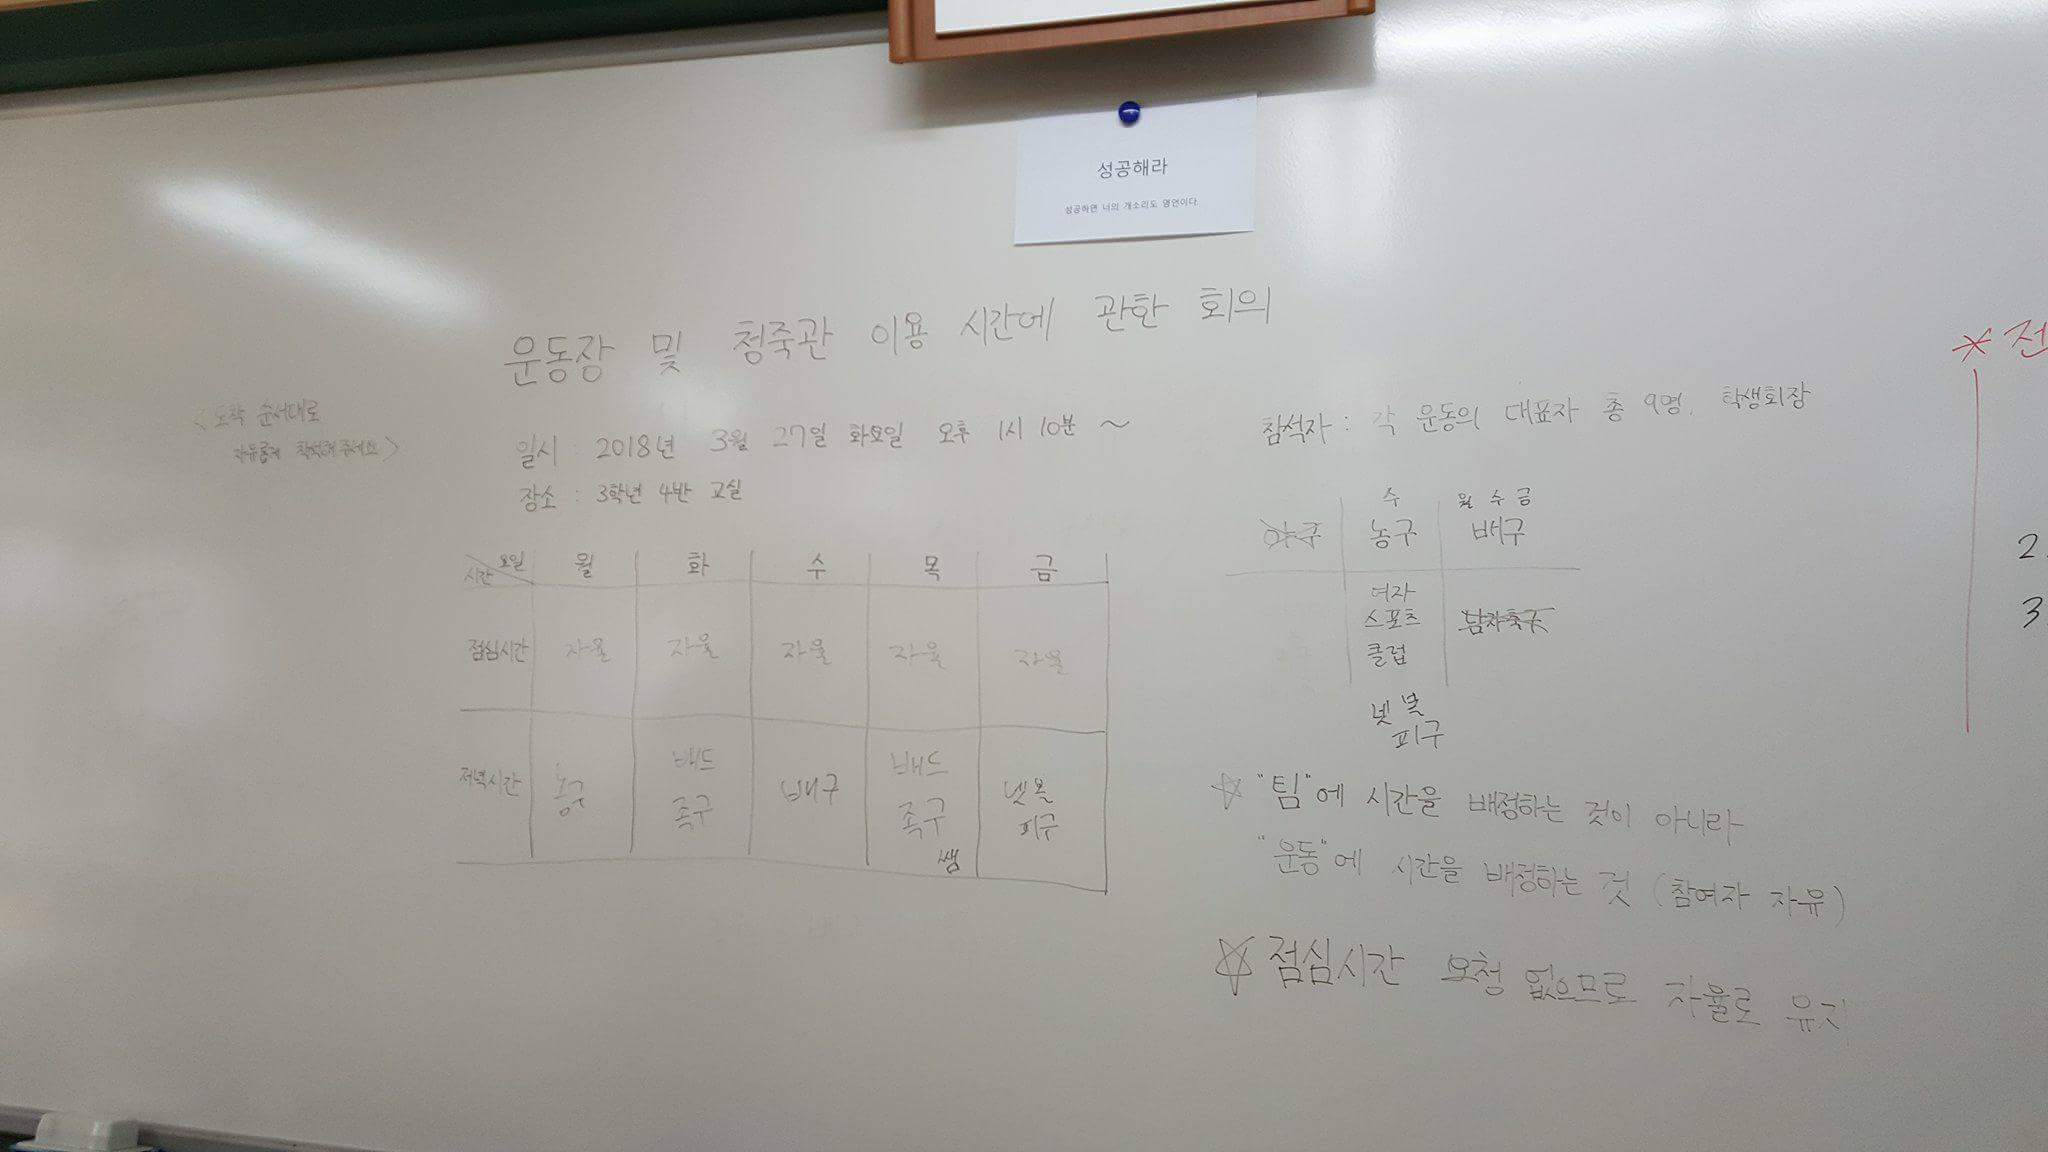 성공해라
성공하면 너의 개소리도 명언이다.
운동장 및 청죽관 이용 시간에 관한 회의
<도착 순서대로
자유롭게 착석해주세요>
일시 : 2018년 3월 27일 화요일 오후 1시 10분 ~
장소 : 3학년 4반 교실
요일
시간
월 화 수 목 금
점심시간 자율 자율 자율 자율 자율
저녁시간 농구 배드 배구 배드 넷볼
족구 족구 피구
쌤
참석자 : 각 운동의 대표자 총 9명. 학생회장
수 월 수 금
야구 농구 배구
여자
스포츠 남자축구
클럽
넷볼
피구
☆ "팀"에 시간을 배정하는 것이 아니라
"운동"에 시간을 배정하는 것 (참여자 자유)
☆ 점심시간 요청 없으므로 자율로 유지
* 전
2.
3